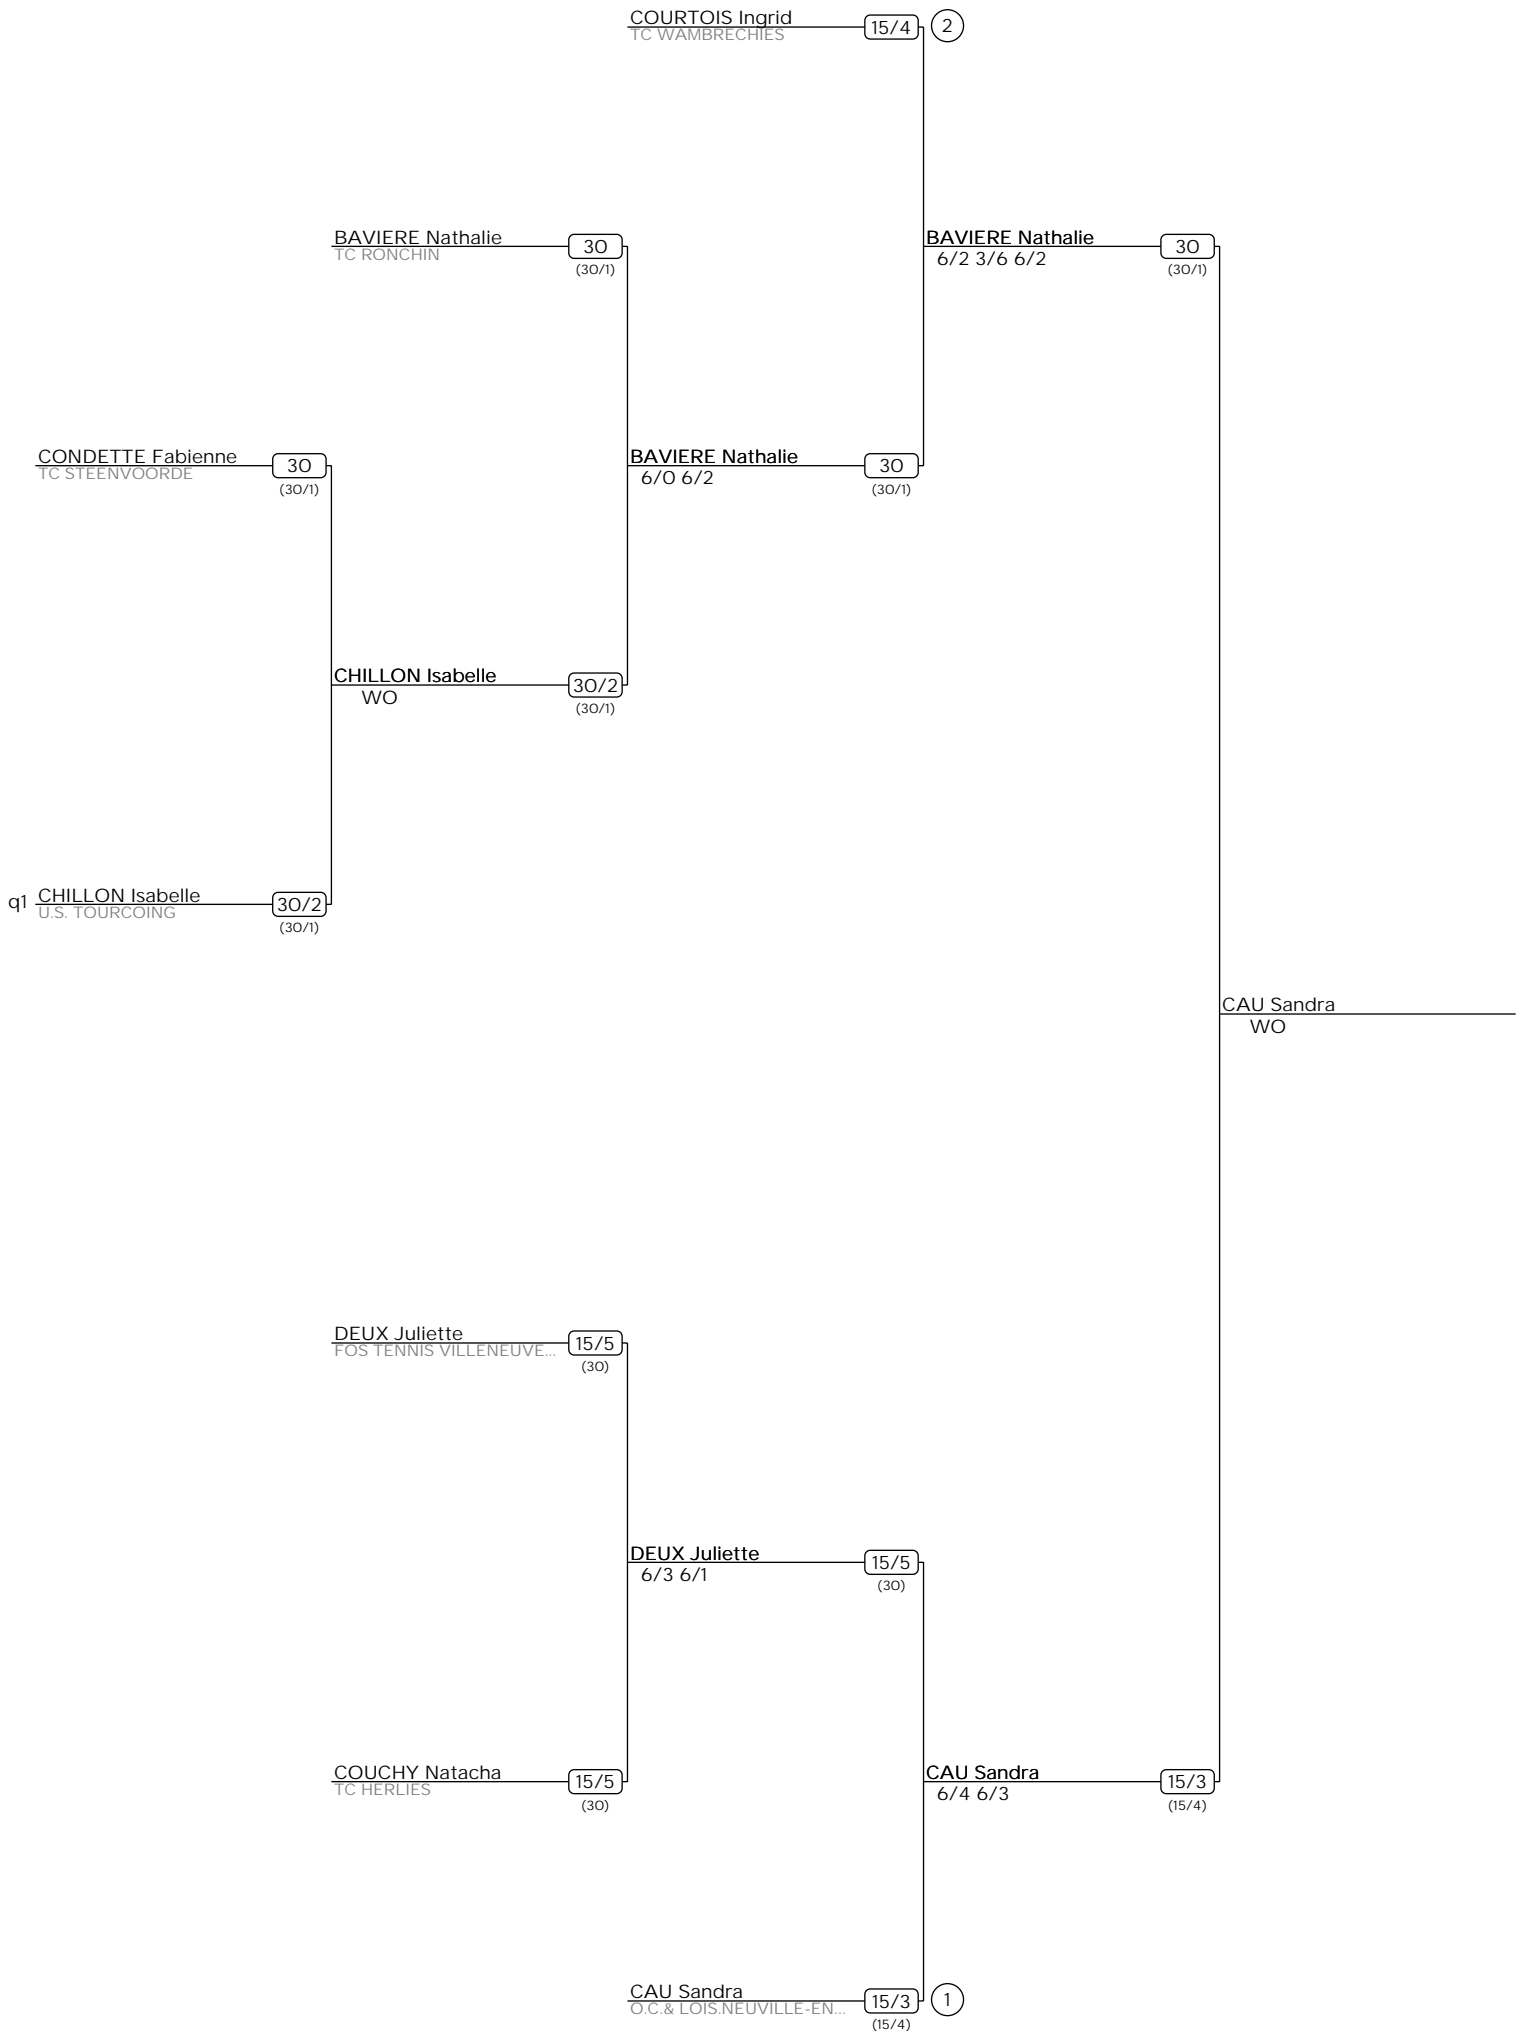 COURTOIS Ingrid
TC WAMBRECHIES
15/4
2
BAVIERE Nathalie
TC RONCHIN
30
(30/1)
BAVIERE Nathalie
6/2 3/6 6/2
30
(30/1)
CONDETTE Fabienne
TC STEENVOORDE
30
(30/1)
BAVIERE Nathalie
6/0 6/2
30
(30/1)
CHILLON Isabelle
WO
30/2
(30/1)
q1
CHILLON Isabelle
U.S. TOURCOING
30/2
(30/1)
CAU Sandra
WO
DEUX Juliette
FOS TENNIS VILLENEUVE...
15/5
(30)
DEUX Juliette
6/3 6/1
15/5
(30)
COUCHY Natacha
TC HERLIES
15/5
(30)
CAU Sandra
6/4 6/3
15/3
(15/4)
CAU Sandra
O.C.& LOIS.NEUVILLE-EN...
15/3
(15/4)
1